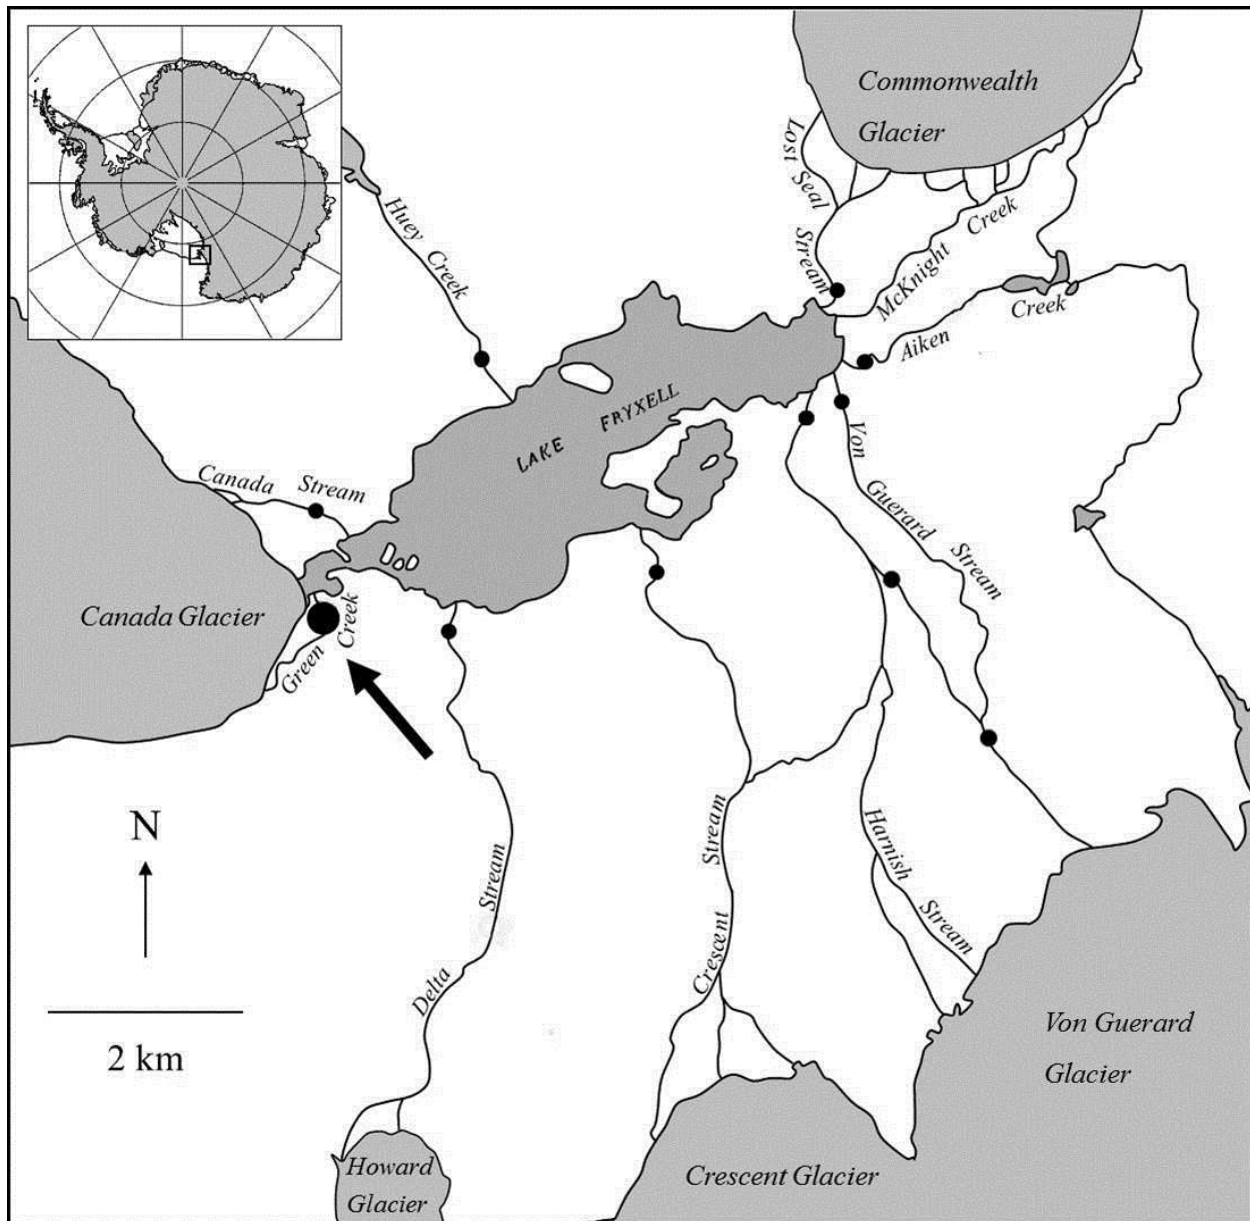 Commonwealth
Glacier
Lost Seal Stream
Huey Creek
McKnight Creek
Aiken Creek
LAKE FRYXELL
Von Guerard Stream
Canada Stream
Canada Glacier
Green Creek
N
2 km
Delta Stream
Crescent Stream
Harnish Stream
Von Guerard
Glacier
Crescent Glacier
Howard
Glacier